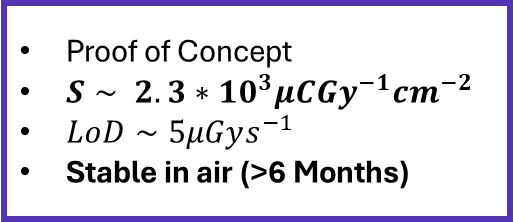 • Proof of Concept
• S ~ 2.3 * 10³μCGy⁻¹cm⁻²
• LoD ~ 5μGys⁻¹
• Stable in air (>6 Months)